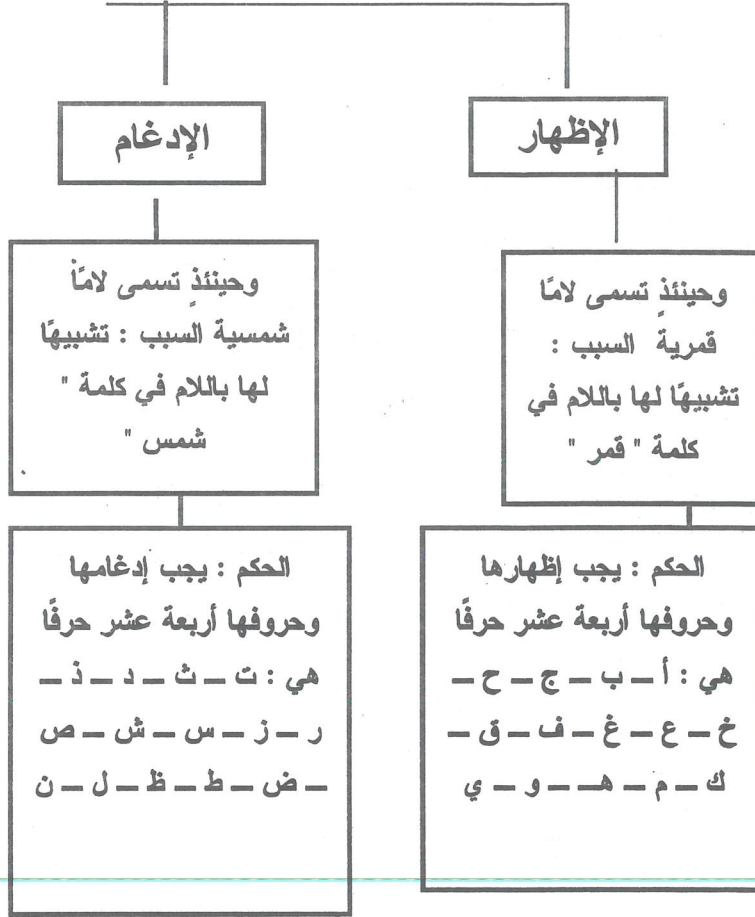 الإظهار
وحينئذٍ تسمى لامًا
قمريةً السبب :
تشبيهًا لها باللام في
كلمة " قمر "
الحكم : يجب إظهارها
وحروفها أربعة عشر حرفًا
هي : أ – ب – ج – ح –
خ – ع – غ – ف – ق –
ك – م – هـ – و – ي
الإدغام
وحينئذٍ تسمى لامًا
شمسية السبب : تشبيهًا
لها باللام في كلمة "
شمس "
الحكم : يجب إدغامها
وحروفها أربعة عشر حرفًا
هي : ت – ث – د – ذ –
ر – ز – س – ش – ص
– ض – ط – ظ – ل – ن